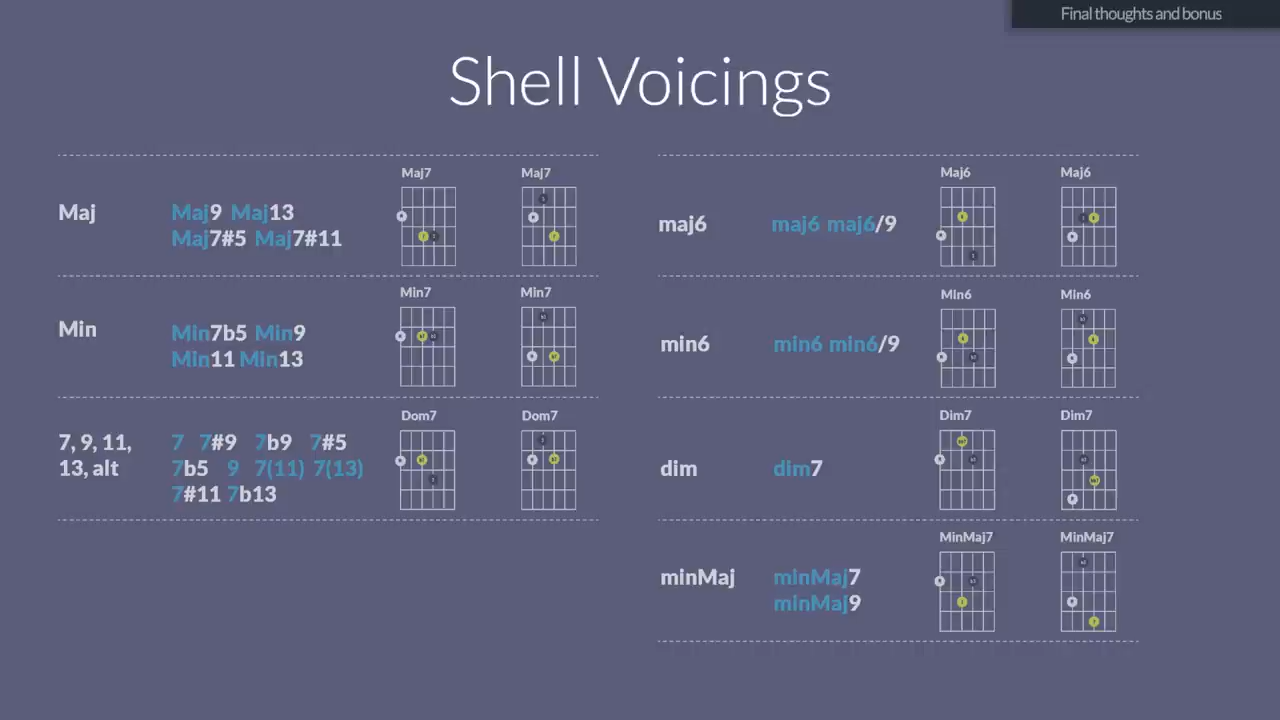 Final thoughts and bonus
Shell Voicings
Maj
Maj9 Maj13
Maj7#5 Maj7#11
Maj7
Maj7
Min
Min7b5 Min9
Min11 Min13
Min7
Min7
7, 9, 11,
13, alt
7 7#9 7b9 7#5
7b5 9 7(11) 7(13)
7#11 7b13
Dom7
Dom7
maj6
maj6 maj6/9
Maj6
Maj6
min6
min6 min6/9
Min6
Min6
dim
dim7
Dim7
Dim7
minMaj
minMaj7
minMaj9
MinMaj7
MinMaj7